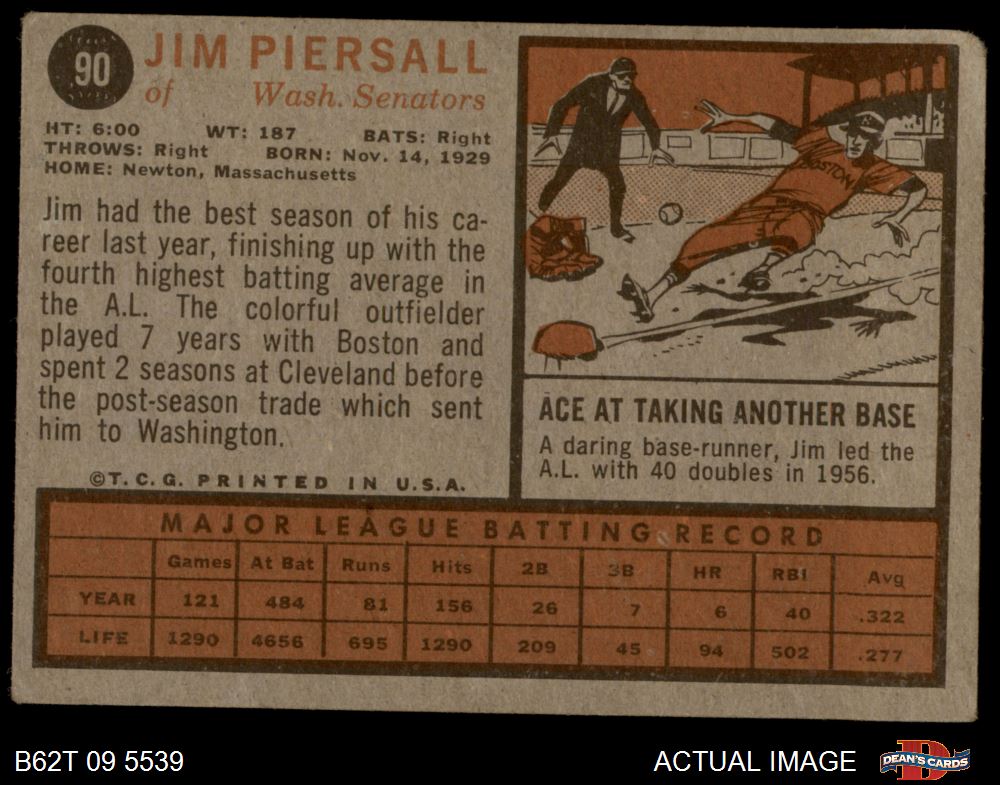 90
JIM PIERSALL
of Wash. Senators
HT: 6:00 WT: 187 BATS: Right
THROWS: Right BORN: Nov. 14, 1929
HOME: Newton, Massachusetts
Jim had the best season of his ca-
reer last year, finishing up with the
fourth highest batting average in
the A.L. The colorful outfielder
played 7 years with Boston and
spent 2 seasons at Cleveland before
the post-season trade which sent
him to Washington.
©T. C. G. PRINTED IN U.S.A.
BOSTON
ACE AT TAKING ANOTHER BASE
A daring base-runner, Jim led the
A.L. with 40 doubles in 1956.
MAJOR LEAGUE BATTING RECORD
Games At Bat Runs Hits 2B 3B HR RBI Avg
YEAR 121 484 81 156 26 7 6 40 .322
LIFE 1290 4656 695 1290 209 45 94 502 .277
B62T 09 5539 ACTUAL IMAGE
D
DEAN'S CARDS